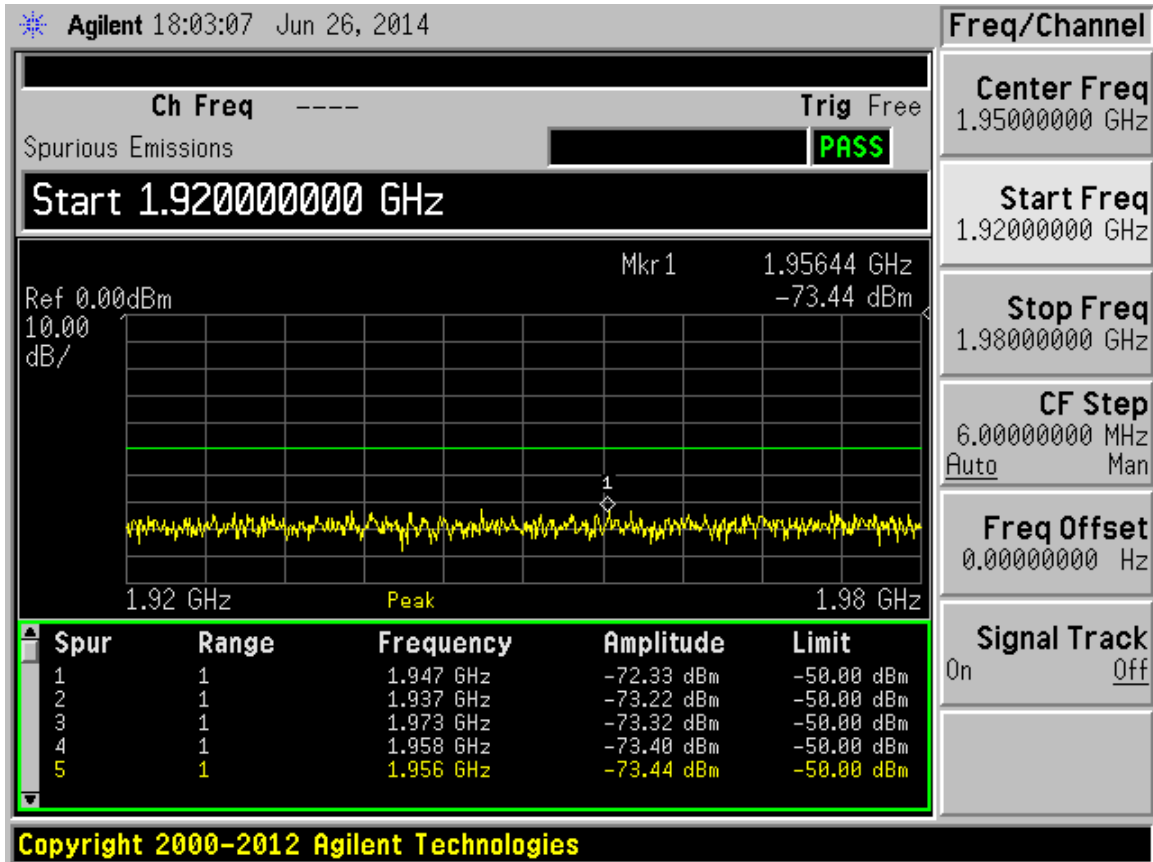 Agilent 18:03:07 Jun 26, 2014
Freq/Channel
Ch Freq ---- Trig Free
Spurious Emissions PASS
Start 1.920000000 GHz
Mkr1 1.95644 GHz
-73.44 dBm
Ref 0.00dBm
10.00
dB/
1
1.92 GHz Peak 1.98 GHz
Spur Range Frequency Amplitude Limit
1 1 1.947 GHz -72.33 dBm -50.00 dBm
2 1 1.937 GHz -73.22 dBm -50.00 dBm
3 1 1.973 GHz -73.32 dBm -50.00 dBm
4 1 1.958 GHz -73.40 dBm -50.00 dBm
5 1 1.956 GHz -73.44 dBm -50.00 dBm
Center Freq
1.95000000 GHz
Start Freq
1.92000000 GHz
Stop Freq
1.98000000 GHz
CF Step
6.00000000 MHz
Auto Man
Freq Offset
0.00000000 Hz
Signal Track
On Off
Copyright 2000-2012 Agilent Technologies